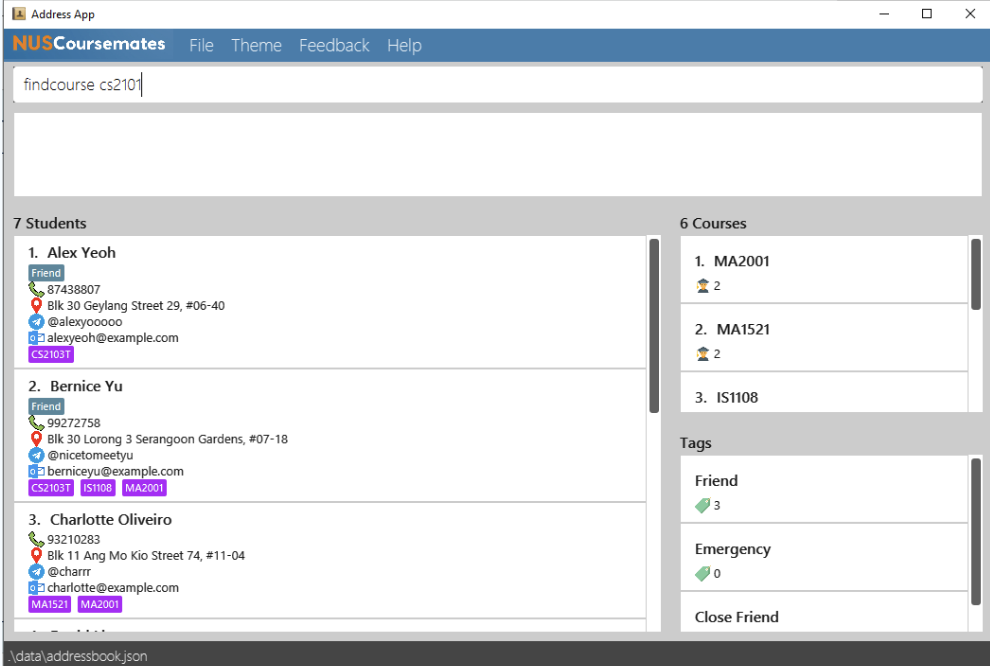 Address App
NUSCoursemates File Theme Feedback Help
findcourse cs2101
7 Students
1. Alex Yeoh
Friend
87438807
Blk 30 Geylang Street 29, #06-40
@alexyooooo
alexyeoh@example.com
CS2103T
2. Bernice Yu
Friend
99272758
Blk 30 Lorong 3 Serangoon Gardens, #07-18
@nicetomeetyu
berniceyu@example.com
CS2103T IS1108 MA2001
3. Charlotte Oliveiro
93210283
Blk 11 Ang Mo Kio Street 74, #11-04
@charrr
charlotte@example.com
MA1521 MA2001
6 Courses
1. MA2001
2
2. MA1521
2
3. IS1108
Tags
Friend
3
Emergency
0
Close Friend
.\data\addressbook.json